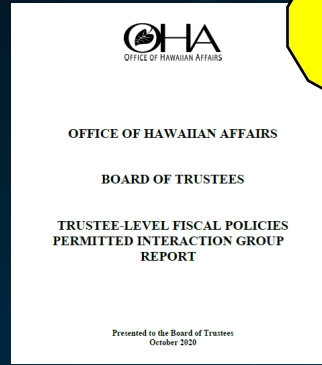 OHA
OFFICE OF HAWAIIAN AFFAIRS
OFFICE OF HAWAIIAN AFFAIRS
BOARD OF TRUSTEES
TRUSTEE-LEVEL FISCAL POLICIES
PERMITTED INTERACTION GROUP
REPORT
Presented to the Board of Trustees
October 2020